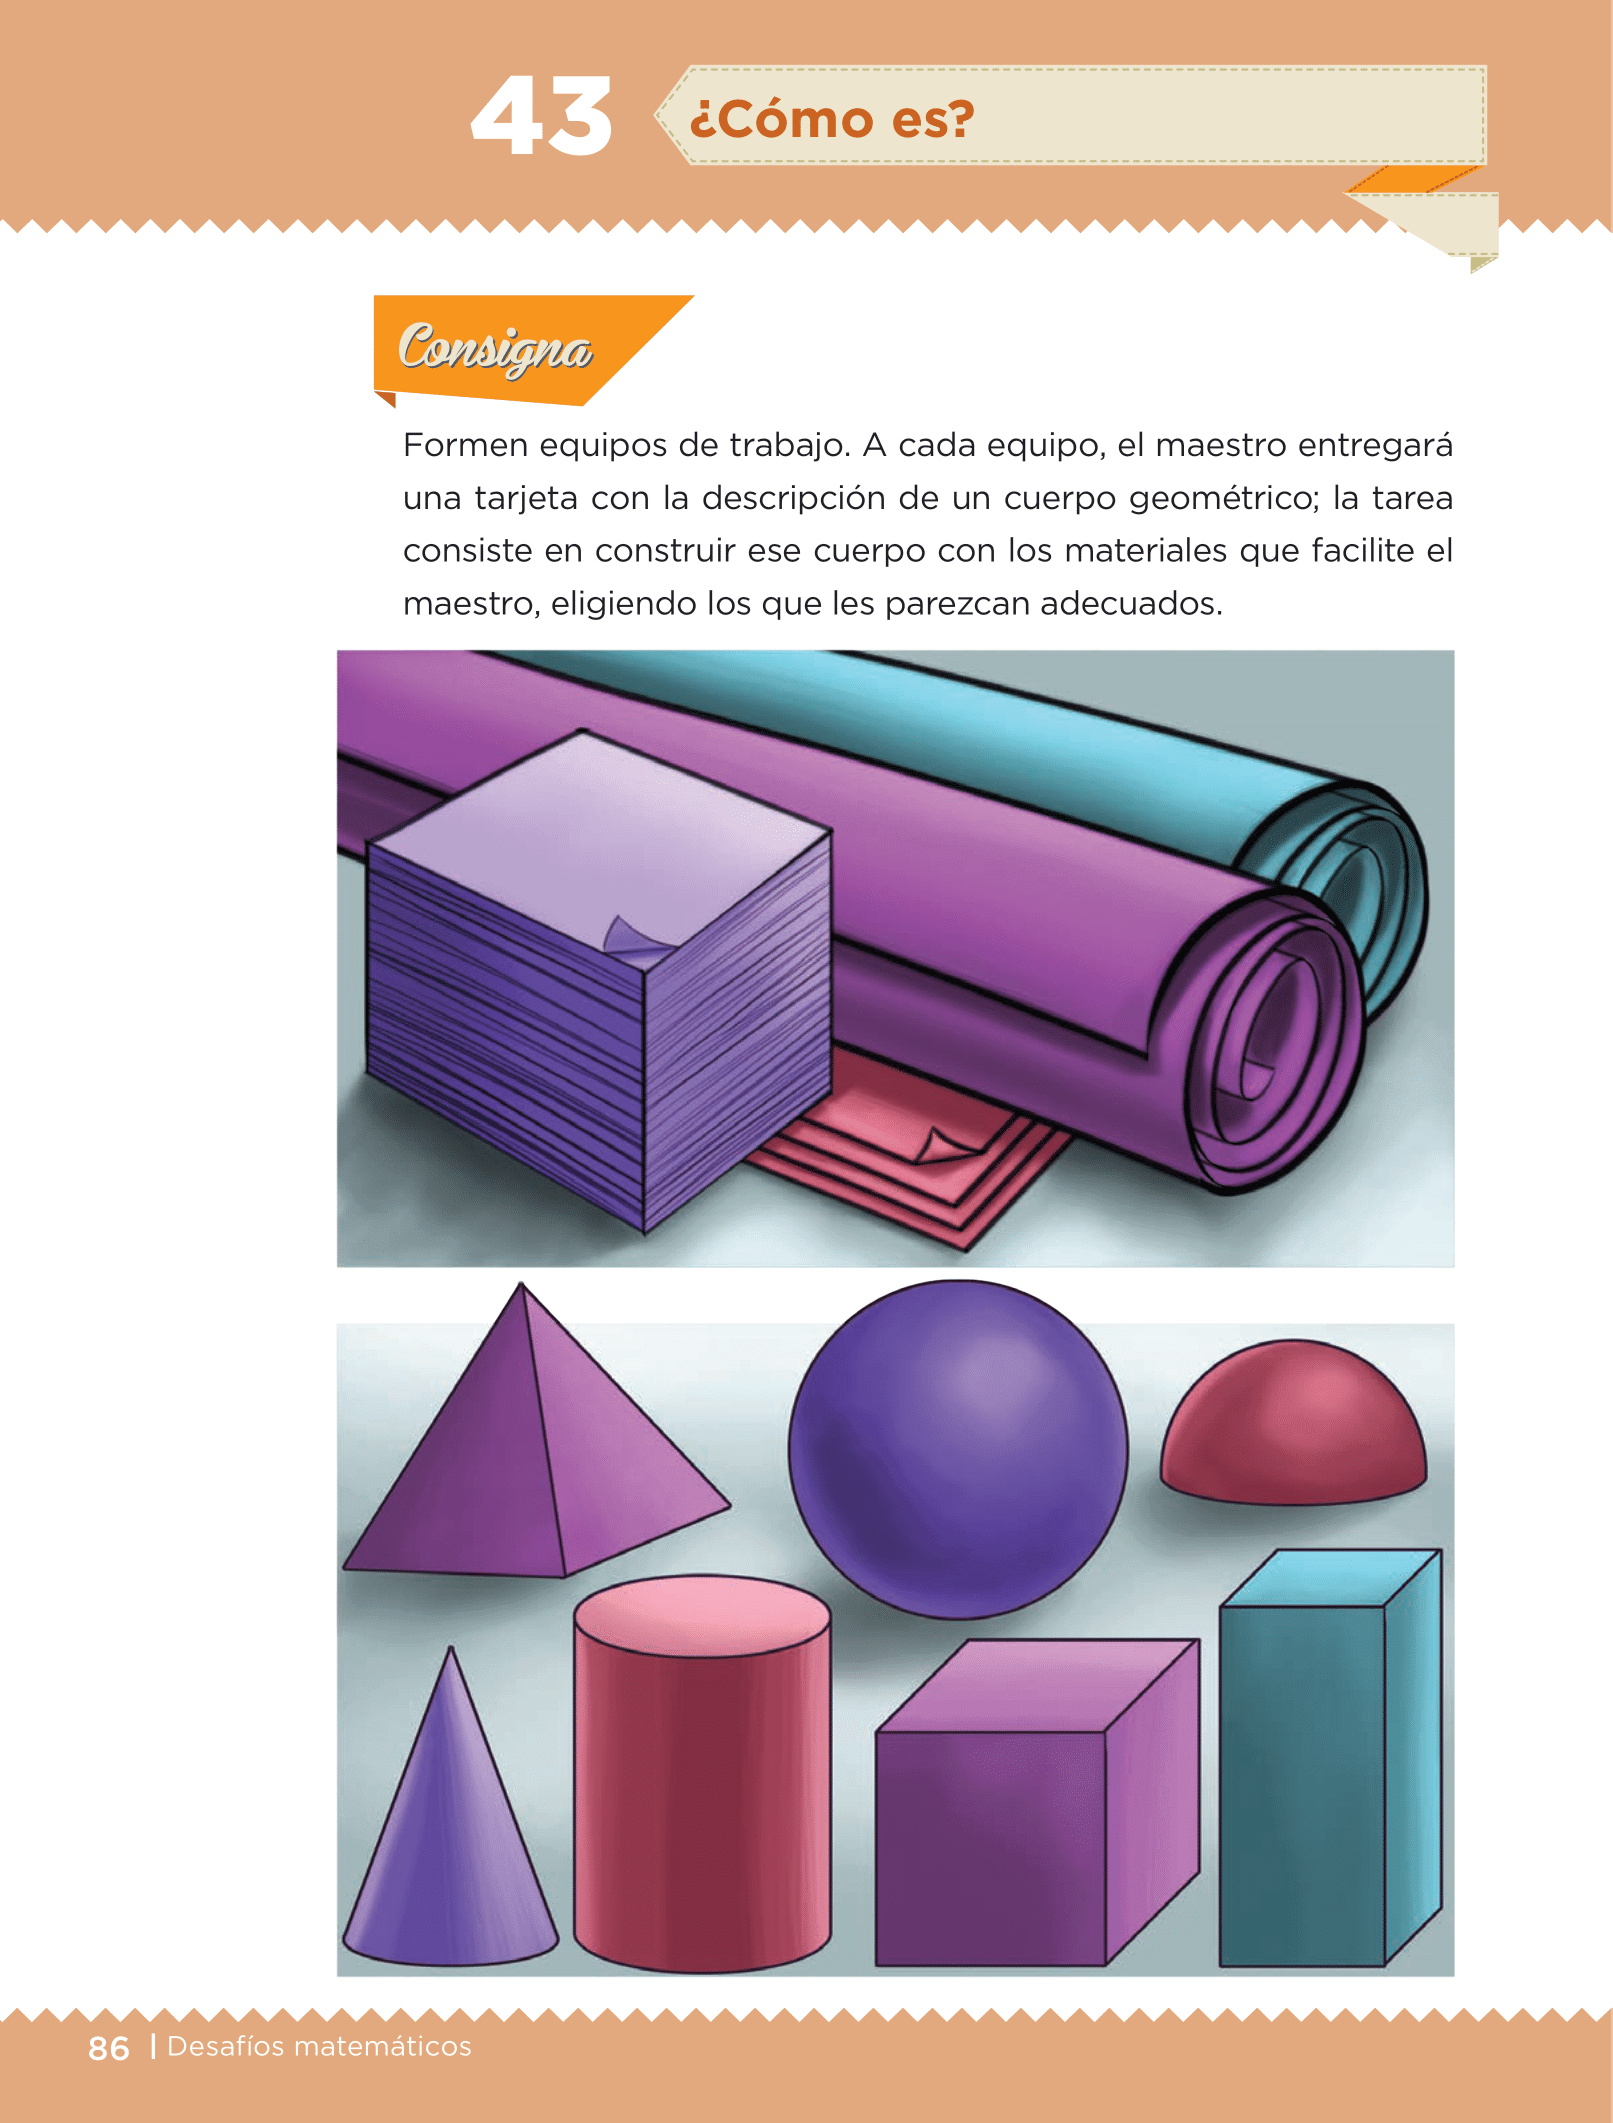 43
¿Cómo es?
Consigna
Formen equipos de trabajo. A cada equipo, el maestro entregará
una tarjeta con la descripción de un cuerpo geométrico; la tarea
consiste en construir ese cuerpo con los materiales que facilite el
maestro, eligiendo los que les parezcan adecuados.
86 | Desafíos matemáticos